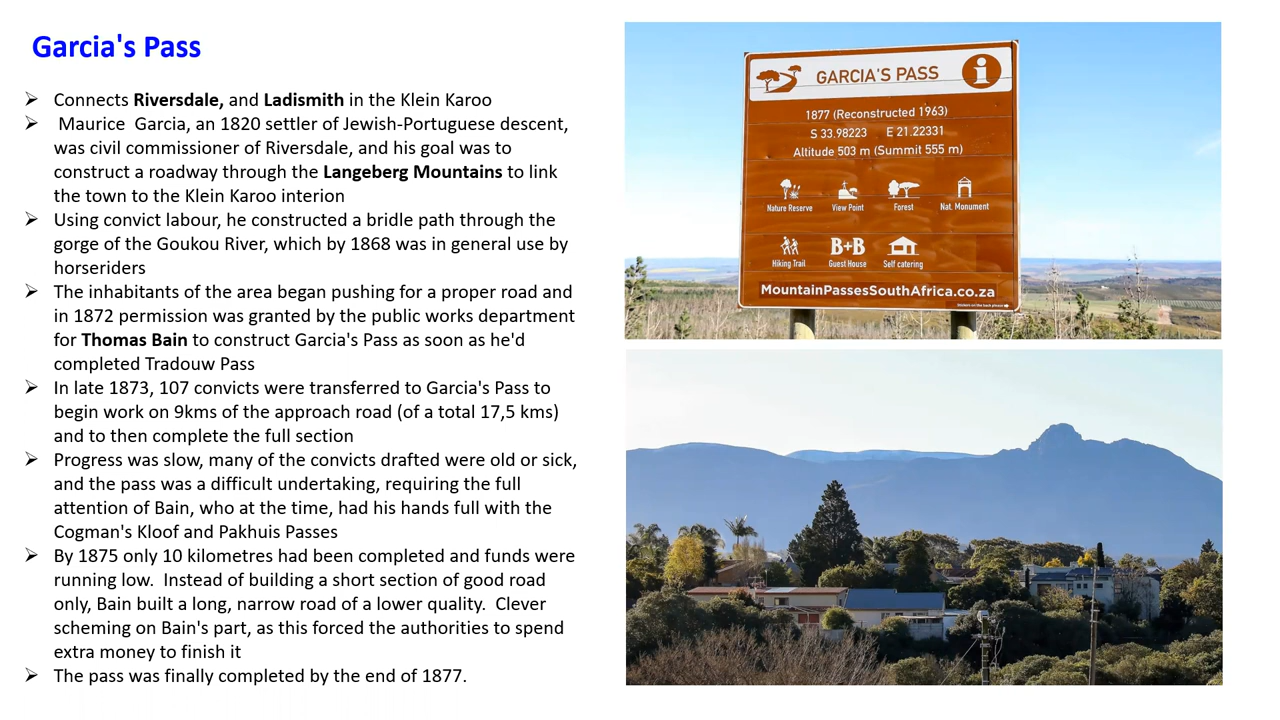 Garcia's Pass
➢ Connects Riversdale, and Ladismith in the Klein Karoo
➢ Maurice Garcia, an 1820 settler of Jewish-Portuguese descent,
was civil commissioner of Riversdale, and his goal was to
construct a roadway through the Langeberg Mountains to link
the town to the Klein Karoo interion
➢ Using convict labour, he constructed a bridle path through the
gorge of the Goukou River, which by 1868 was in general use by
horseriders
➢ The inhabitants of the area began pushing for a proper road and
in 1872 permission was granted by the public works department
for Thomas Bain to construct Garcia's Pass as soon as he'd
completed Tradouw Pass
➢ In late 1873, 107 convicts were transferred to Garcia's Pass to
begin work on 9kms of the approach road (of a total 17,5 kms)
and to then complete the full section
➢ Progress was slow, many of the convicts drafted were old or sick,
and the pass was a difficult undertaking, requiring the full
attention of Bain, who at the time, had his hands full with the
Cogman's Kloof and Pakhuis Passes
➢ By 1875 only 10 kilometres had been completed and funds were
running low. Instead of building a short section of good road
only, Bain built a long, narrow road of a lower quality. Clever
scheming on Bain's part, as this forced the authorities to spend
extra money to finish it
➢ The pass was finally completed by the end of 1877.
GARCIA'S PASS i
1877 (Reconstructed 1963)
S 33.98223 E 21.22331
Altitude 503 m (Summit 555 m)
Nature Reserve View Point Forest Nat. Monument
B+B
Hiking Trail Guest House Self catering
MountainPassesSouthAfrica.co.za